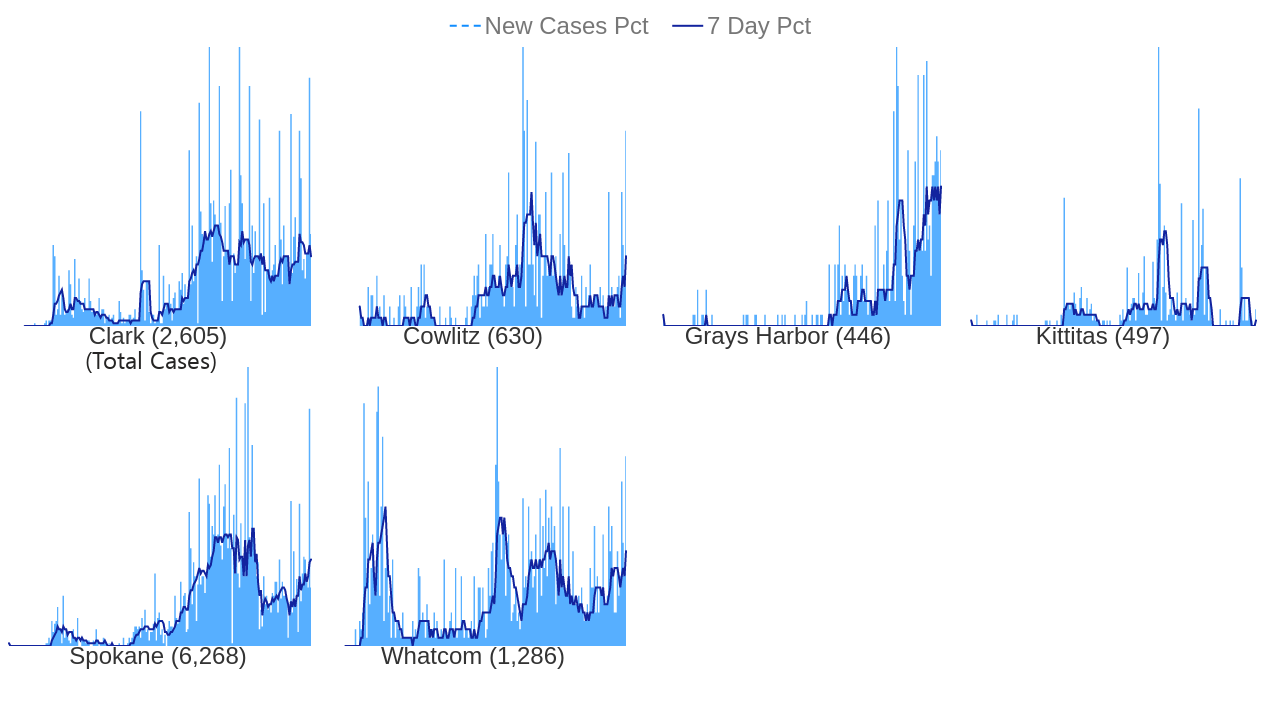 New Cases Pct 7 Day Pct
Clark (2,605) Cowlitz (630) Grays Harbor (446) Kittitas (497)
(Total Cases)
Spokane (6,268) Whatcom (1,286)